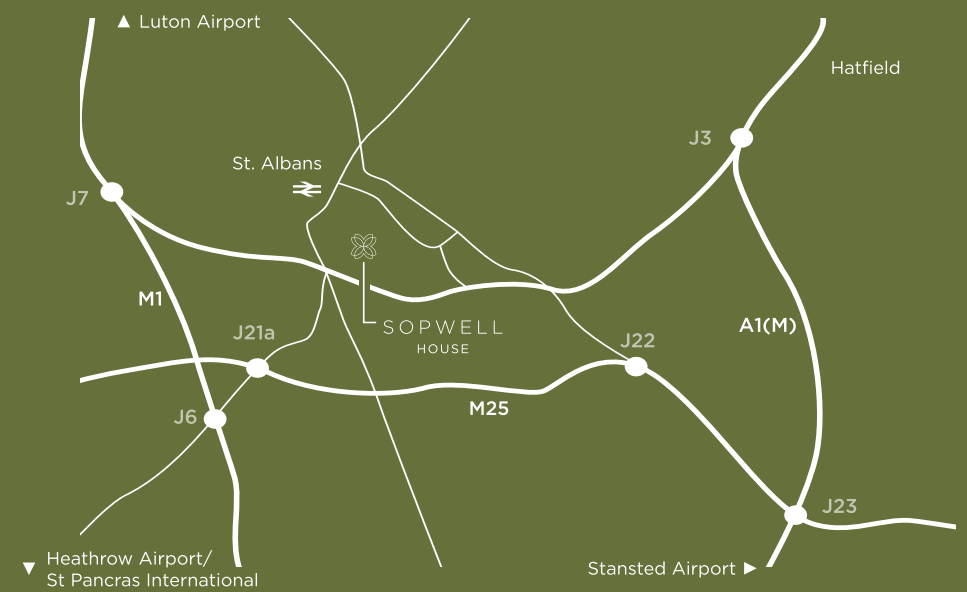 ▲ Luton Airport
Hatfield
J3
St. Albans
J7
M1
SOPWELL
HOUSE
A1(M)
J21a
J22
M25
J6
J23
▼ Heathrow Airport/
St Pancras International
Stansted Airport ►